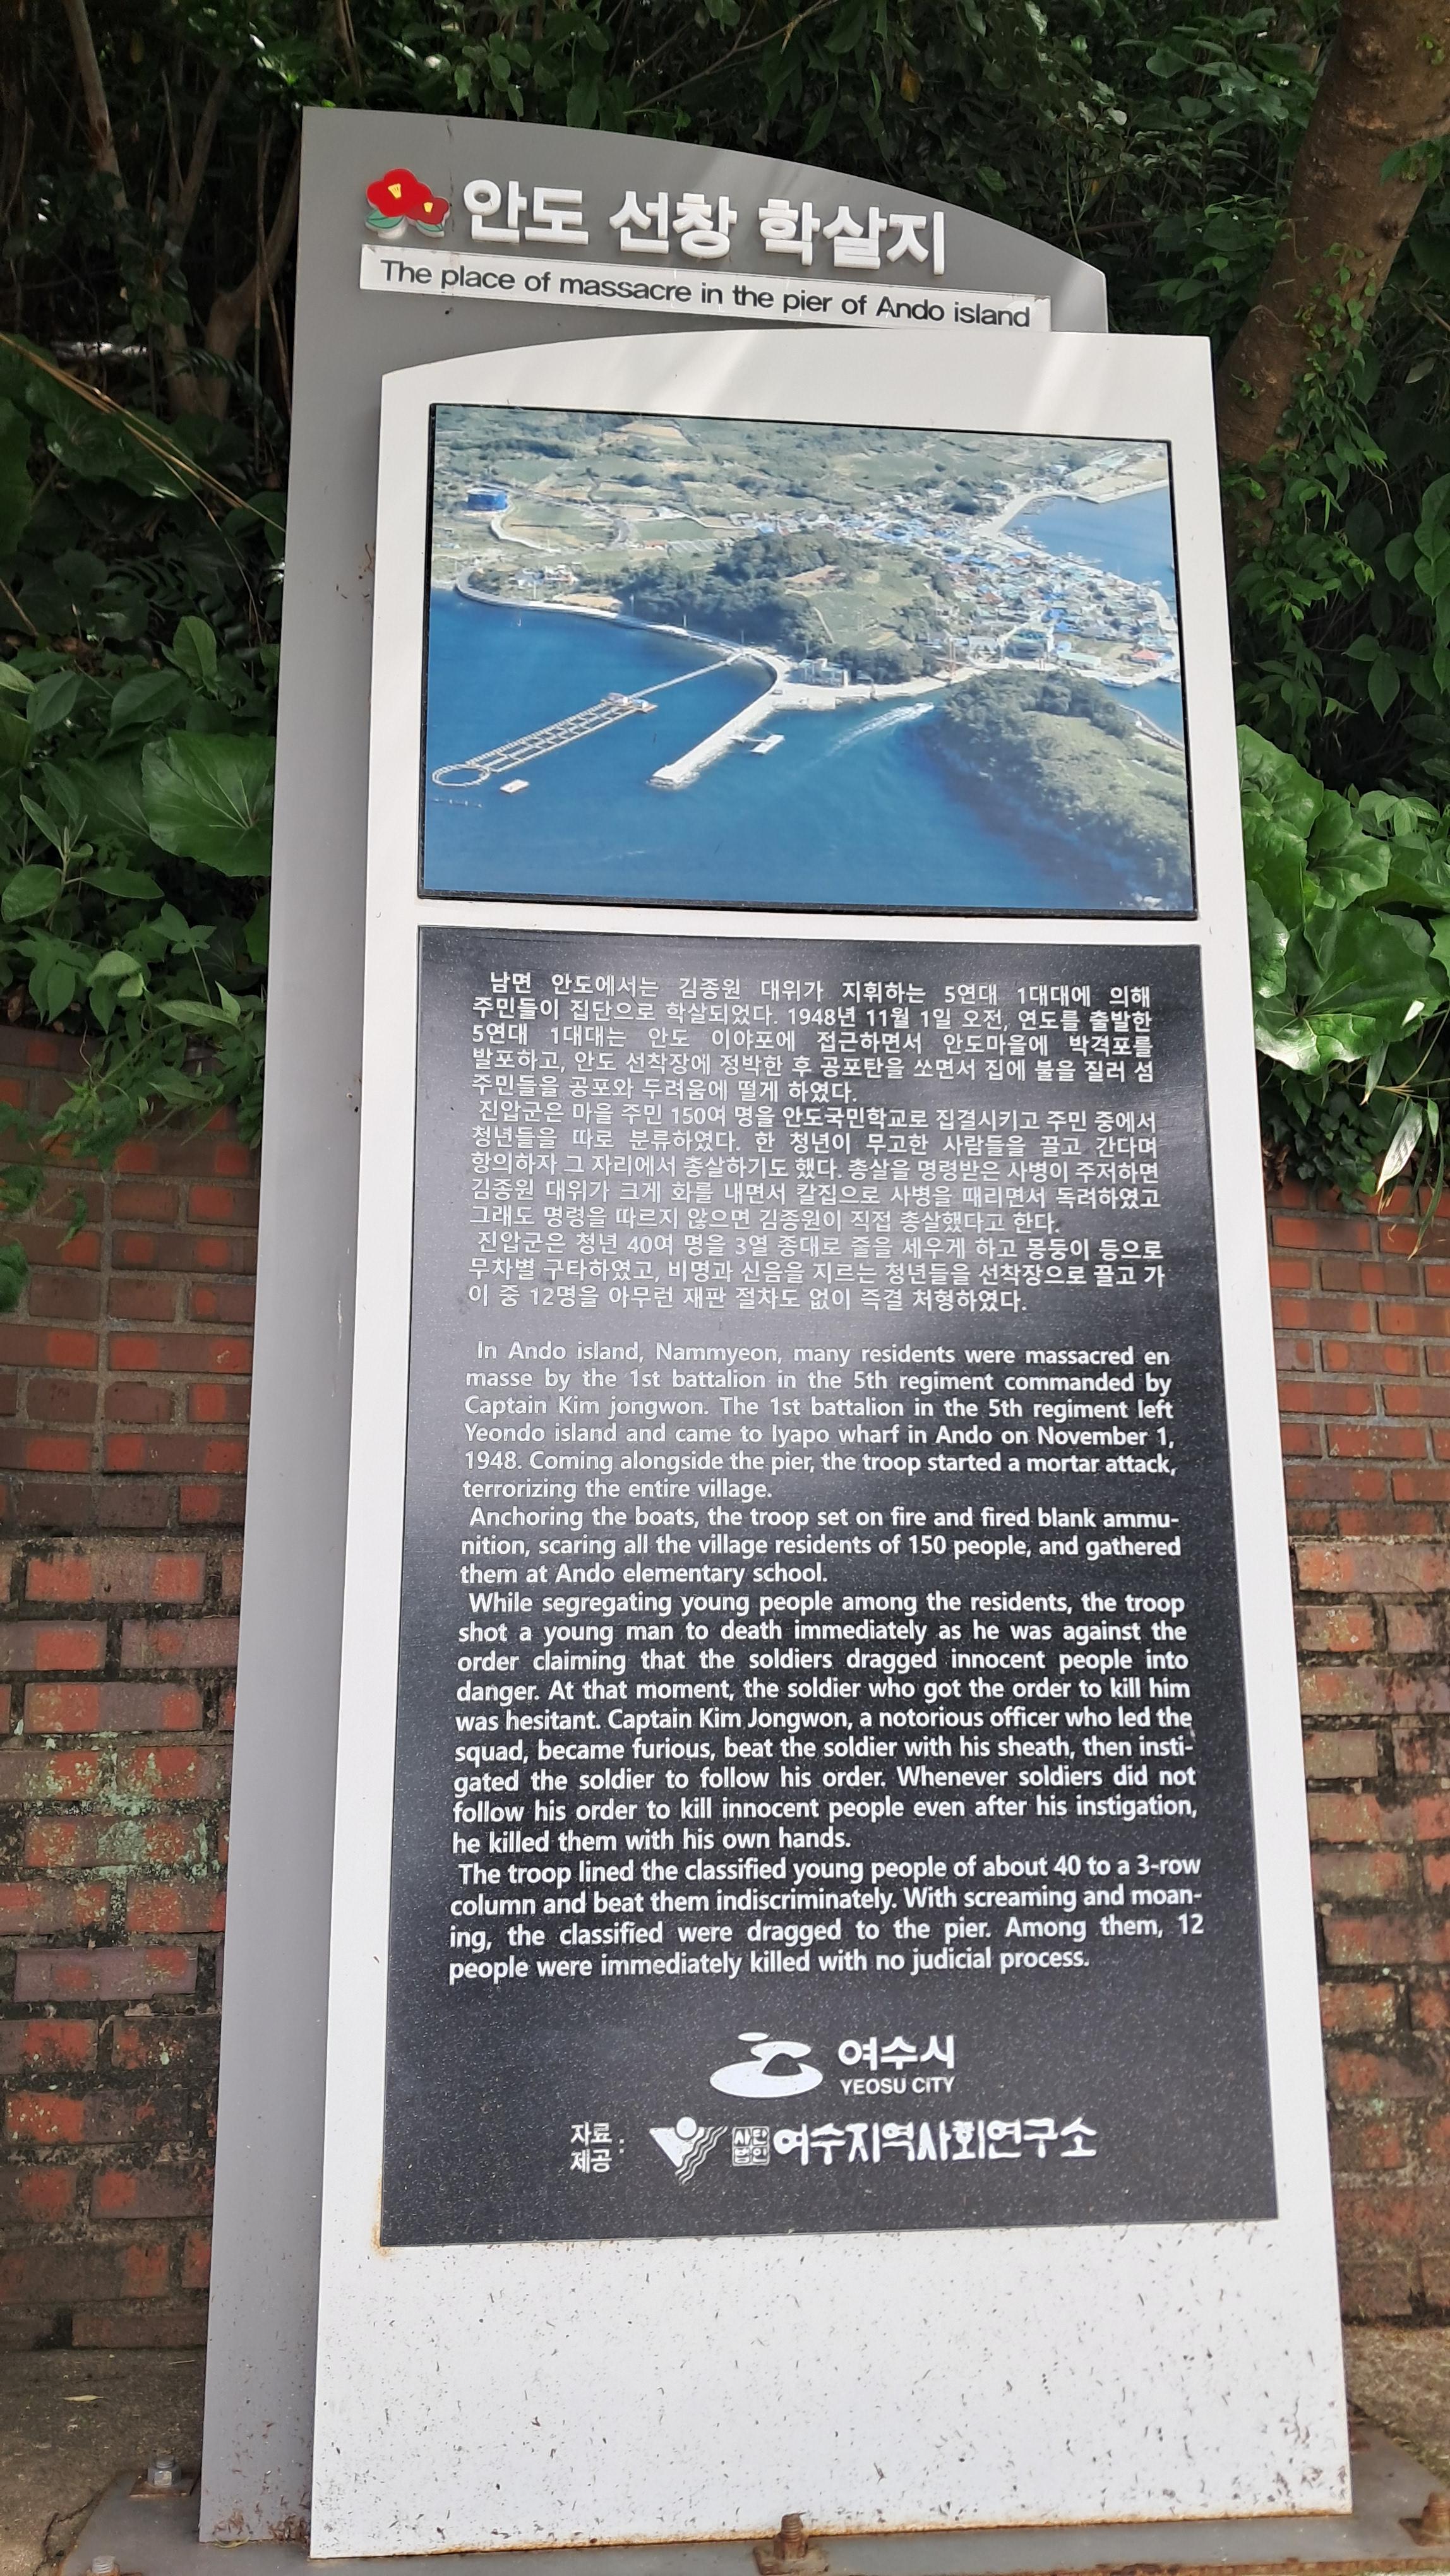 안도 선창 학살지
The place of massacre in the pier of Ando island
남면 안도에서는 김종원 대위가 지휘하는 5연대 1대대에 의해
주민들이 집단으로 학살되었다. 1948년 11월 1일 오전, 연도를 출발한
5연대 1대대는 안도 이야포에 접근하면서 안도마을에 박격포를
발포하고, 안도 선착장에 정박한 후 공포탄을 쏘면서 집에 불을 질러 섬
주민들을 공포와 두려움에 떨게 하였다.
진압군은 마을 주민 150여 명을 안도국민학교로 집결시키고 주민 중에서
청년들을 따로 분류하였다. 한 청년이 무고한 사람들을 끌고 간다며
항의하자 그 자리에서 총살하기도 했다. 총살을 명령받은 사병이 주저하면
김종원 대위가 크게 화를 내면서 칼집으로 사병을 때리면서 독려하였고
그래도 명령을 따르지 않으면 김종원이 직접 총살했다고 한다.
진압군은 청년 40여 명을 3열 종대로 줄을 세우게 하고 몽둥이 등으로
무차별 구타하였고, 비명과 신음을 지르는 청년들을 선착장으로 끌고 가
이 중 12명을 아무런 재판 절차도 없이 즉결 처형하였다.
In Ando island, Nammyeon, many residents were massacred en
masse by the 1st battalion in the 5th regiment commanded by
Captain Kim jongwon. The 1st battalion in the 5th regiment left
Yeondo island and came to Iyapo wharf in Ando on November 1,
1948. Coming alongside the pier, the troop started a mortar attack,
terrorizing the entire village.
Anchoring the boats, the troop set on fire and fired blank ammu-
nition, scaring all the village residents of 150 people, and gathered
them at Ando elementary school.
While segregating young people among the residents, the troop
shot a young man to death immediately as he was against the
order claiming that the soldiers dragged innocent people into
danger. At that moment, the soldier who got the order to kill him
was hesitant. Captain Kim Jongwon, a notorious officer who led the
squad, became furious, beat the soldier with his sheath, then insti-
gated the soldier to follow his order. Whenever soldiers did not
follow his order to kill innocent people even after his instigation,
he killed them with his own hands.
The troop lined the classified young people of about 40 to a 3-row
column and beat them indiscriminately. With screaming and moan-
ing, the classified were dragged to the pier. Among them, 12
people were immediately killed with no judicial process.
여수시
YEOSU CITY
자료 제공 : 사단법인 여수지역사회연구소